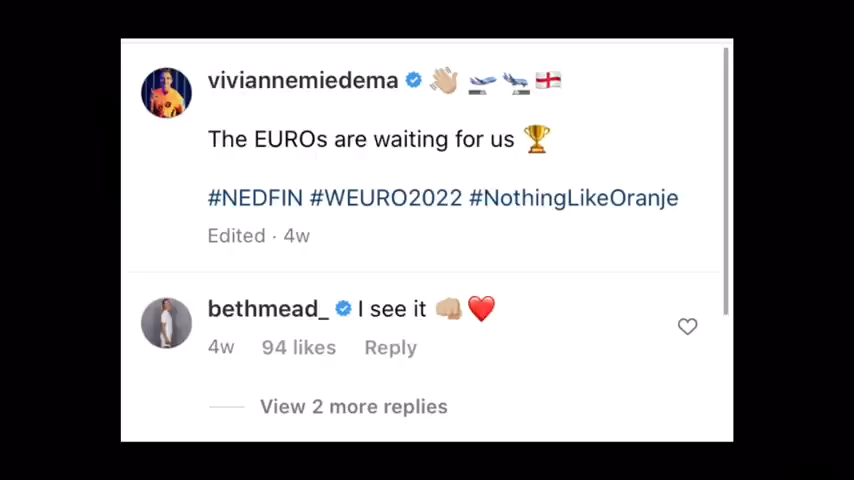 viviannemiedema 👋🏼 🛫 🛬 🏴󠁧󠁢󠁥󠁮󠁧󠁿
The EUROs are waiting for us 🏆
#NEDFIN #WEURO2022 #NothingLikeOranje
Edited · 4w
bethmead_ I see it 👊🏼❤️
4w 94 likes Reply
View 2 more replies